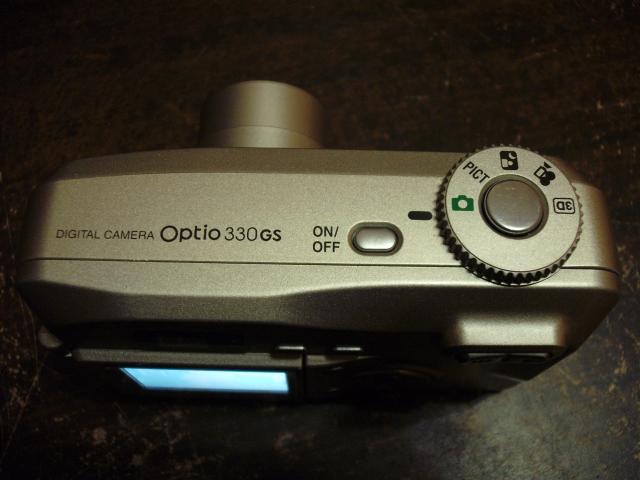 DIGITAL CAMERA Optio 330GS
ON/
OFF
PICT
3D